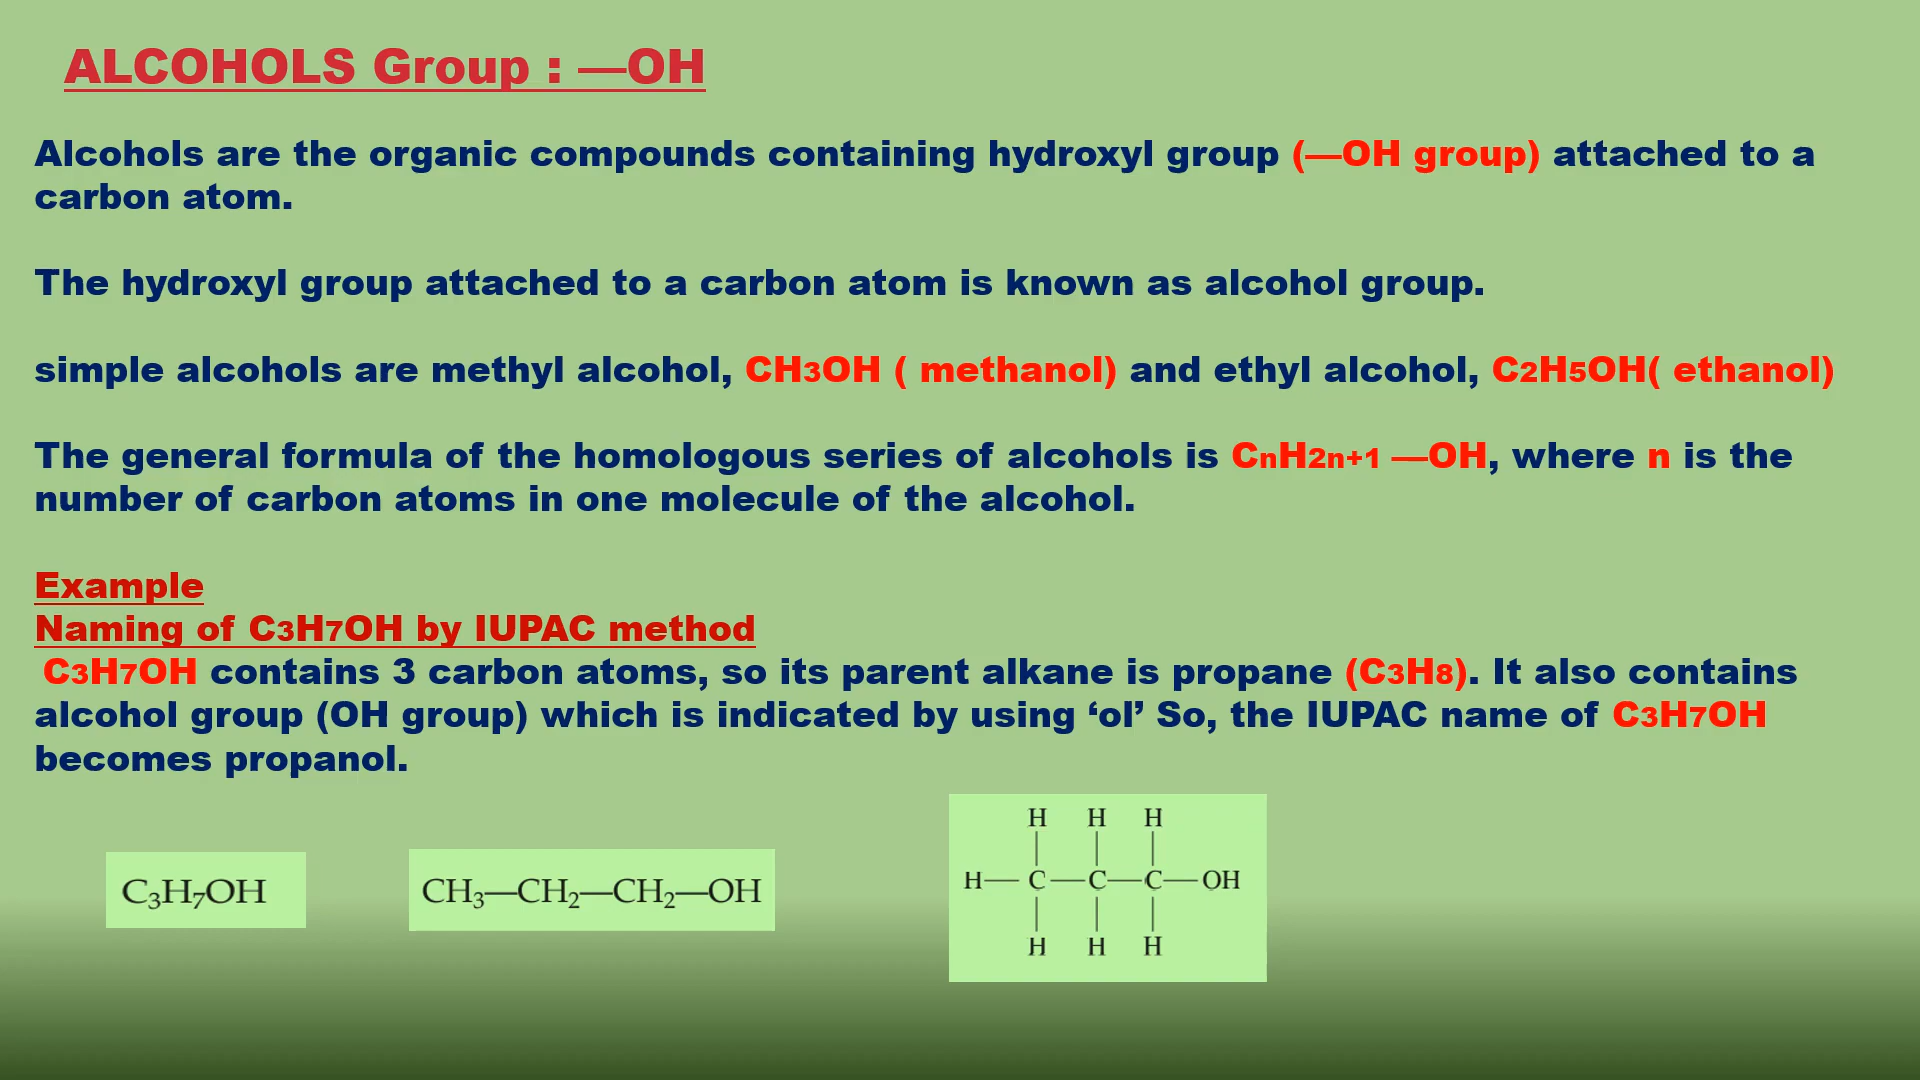 ALCOHOLS Group : —OH
Alcohols are the organic compounds containing hydroxyl group (—OH group) attached to a
carbon atom.
The hydroxyl group attached to a carbon atom is known as alcohol group.
simple alcohols are methyl alcohol, CH3OH ( methanol) and ethyl alcohol, C2H5OH( ethanol)
The general formula of the homologous series of alcohols is CnH2n+1 —OH, where n is the
number of carbon atoms in one molecule of the alcohol.
Example
Naming of C3H7OH by IUPAC method
C3H7OH contains 3 carbon atoms, so its parent alkane is propane (C3H8). It also contains
alcohol group (OH group) which is indicated by using ‘ol’ So, the IUPAC name of C3H7OH
becomes propanol.
C₃H₇OH
CH₃—CH₂—CH₂—OH
H H H
H— C —C—C— OH
H H H